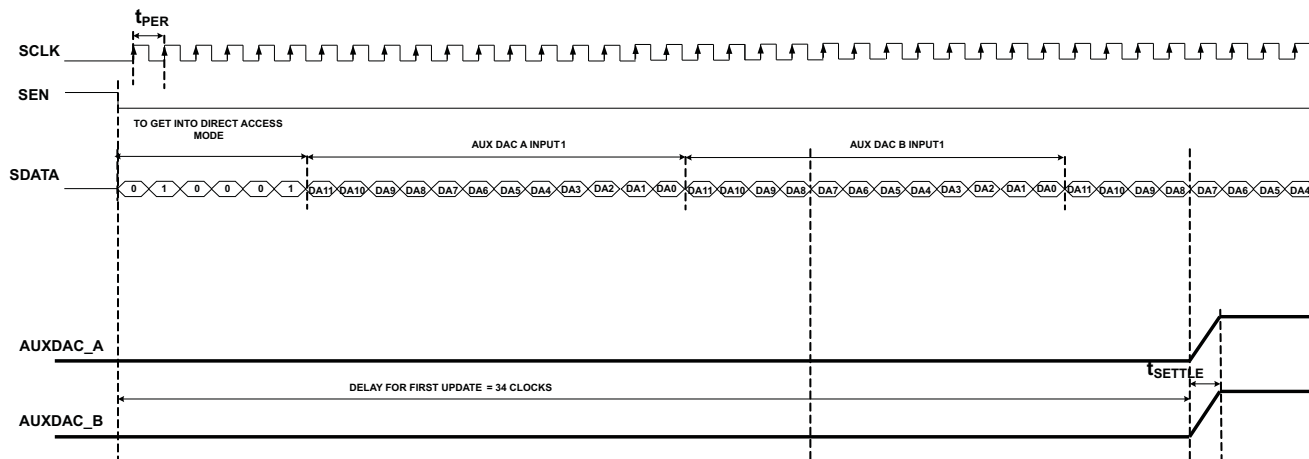 tPER
SCLK
SEN
TO GET INTO DIRECT ACCESS
MODE
AUX DAC A INPUT1
AUX DAC B INPUT1
SDATA
0 1 0 0 0 1 DA11 DA10 DA9 DA8 DA7 DA6 DA5 DA4 DA3 DA2 DA1 DA0 DA11 DA10 DA9 DA8 DA7 DA6 DA5 DA4 DA3 DA2 DA1 DA0 DA11 DA10 DA9 DA8 DA7 DA6 DA5 DA4
AUXDAC_A
tSETTLE
DELAY FOR FIRST UPDATE = 34 CLOCKS
AUXDAC_B